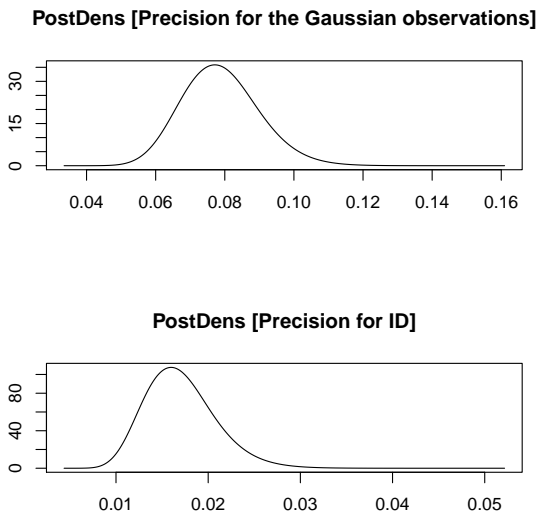 PostDens [Precision for the Gaussian observations]
30
15
0
0.04 0.06 0.08 0.10 0.12 0.14 0.16
PostDens [Precision for ID]
80
40
0
0.01 0.02 0.03 0.04 0.05